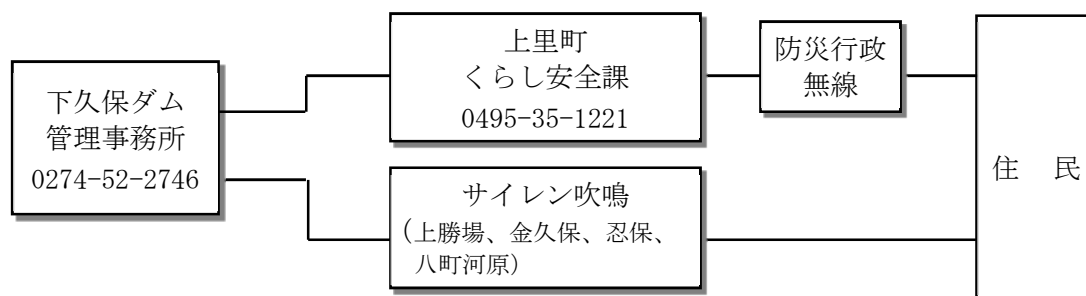 下久保ダム
管理事務所
0274-52-2746
上里町
くらし安全課
0495-35-1221
防災行政
無線
サイレン吹鳴
（上勝場、金久保、忍保、
八町河原）
住　民